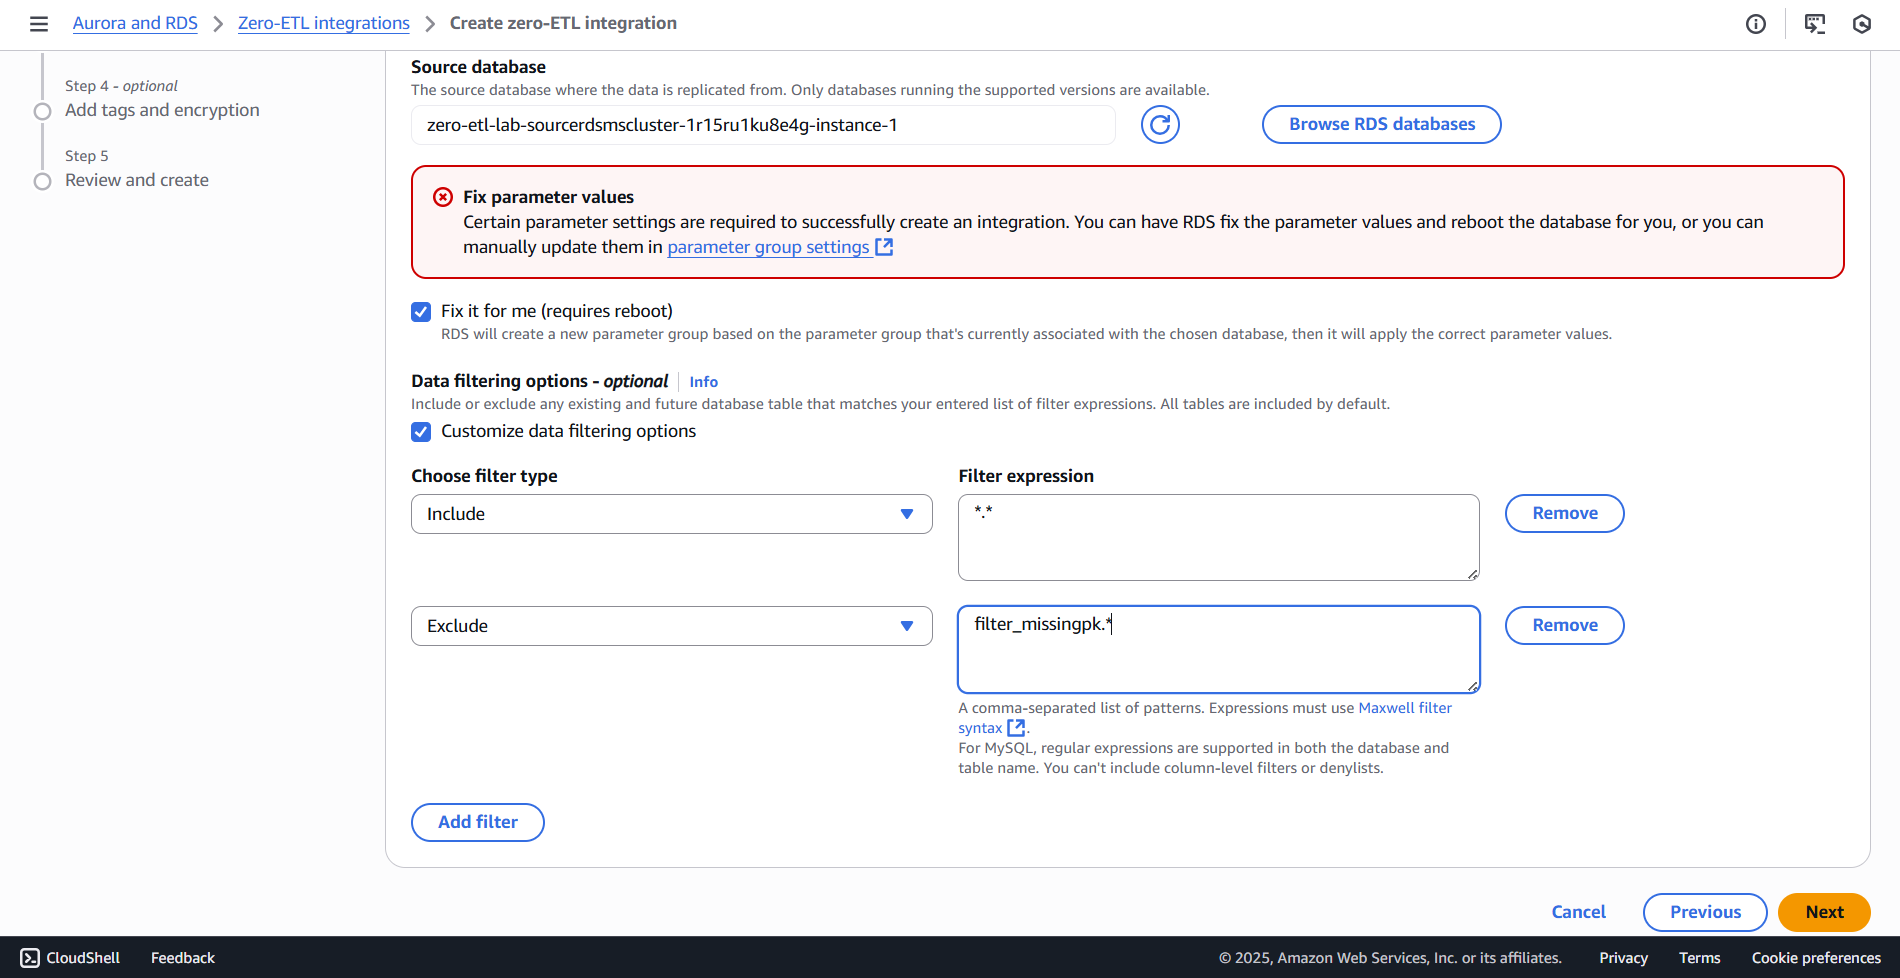 Aurora and RDS > Zero-ETL integrations > Create zero-ETL integration
Step 4 - optional
Add tags and encryption
Step 5
Review and create
Source database
The source database where the data is replicated from. Only databases running the supported versions are available.
zero-etl-lab-sourcerdsmscluster-1r15ru1ku8e4g-instance-1
Browse RDS databases
Fix parameter values
Certain parameter settings are required to successfully create an integration. You can have RDS fix the parameter values and reboot the database for you, or you can
manually update them in parameter group settings
Fix it for me (requires reboot)
RDS will create a new parameter group based on the parameter group that's currently associated with the chosen database, then it will apply the correct parameter values.
Data filtering options - optional Info
Include or exclude any existing and future database table that matches your entered list of filter expressions. All tables are included by default.
Customize data filtering options
Choose filter type
Filter expression
Include
*.*
Remove
Exclude
filter_missingpk.*
Remove
A comma-separated list of patterns. Expressions must use Maxwell filter
syntax .
For MySQL, regular expressions are supported in both the database and
table name. You can't include column-level filters or denylists.
Add filter
Cancel
Previous
Next
CloudShell
Feedback
© 2025, Amazon Web Services, Inc. or its affiliates.
Privacy
Terms
Cookie preferences